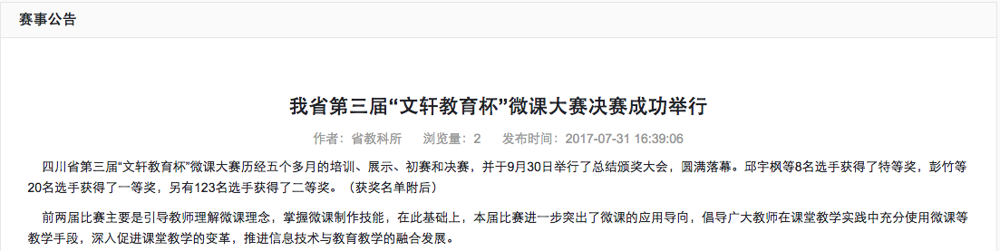 赛事公告
我省第三届“文轩教育杯”微课大赛决赛成功举行
作者：省教科所 浏览量：2 发布时间：2017-07-31 16:39:06
四川省第三届“文轩教育杯”微课大赛历经五个多月的培训、展示、初赛和决赛，并于9月30日举行了总结颁奖大会，圆满落幕。邱宇枫等8名选手获得了特等奖，彭竹等
20名选手获得了一等奖，另有123名选手获得了二等奖。（获奖名单附后）
前两届比赛主要是引导教师理解微课理念，掌握微课制作技能，在此基础上，本届比赛进一步突出了微课的应用导向，倡导广大教师在课堂教学实践中充分使用微课等
教学手段，深入促进课堂教学的变革，推进信息技术与教育教学的融合发展。